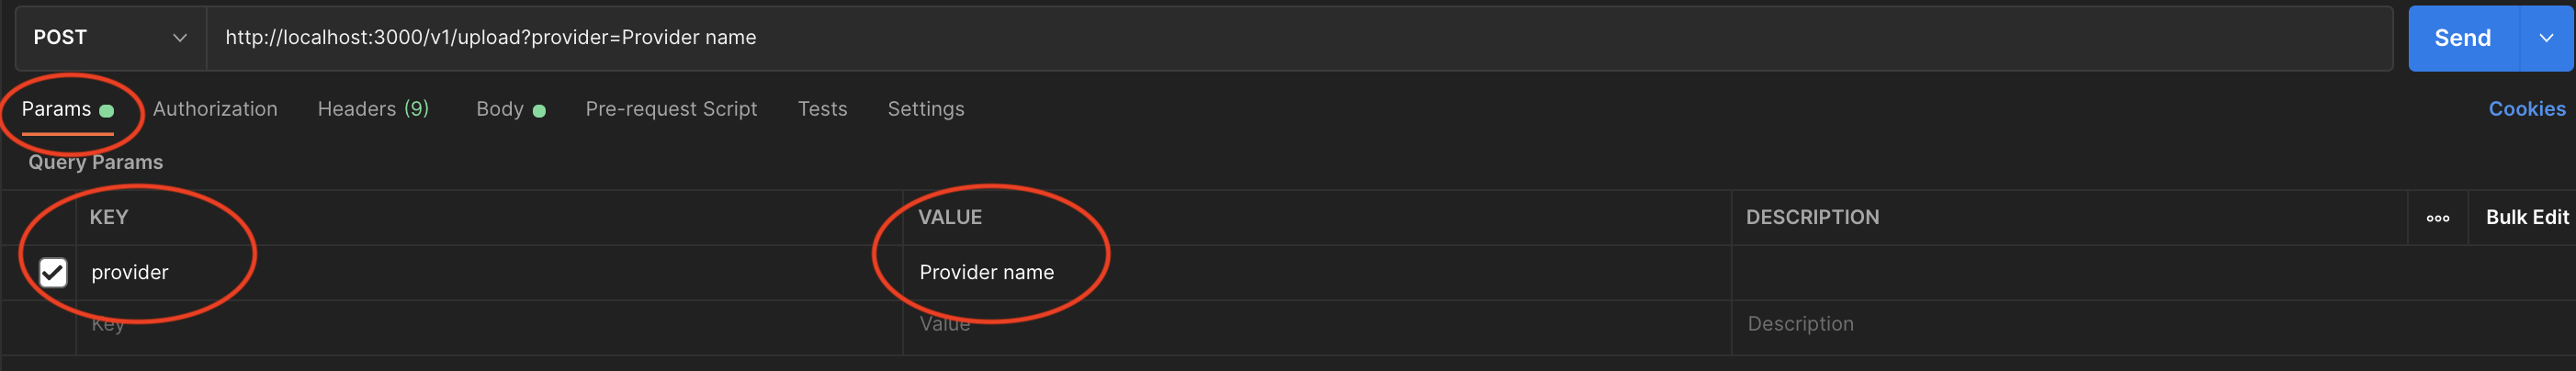 POST http://localhost:3000/v1/upload?provider=Provider name Send
Params Authorization Headers (9) Body Pre-request Script Tests Settings Cookies
Query Params
KEY VALUE DESCRIPTION Bulk Edit
provider Provider name
Key Value Description